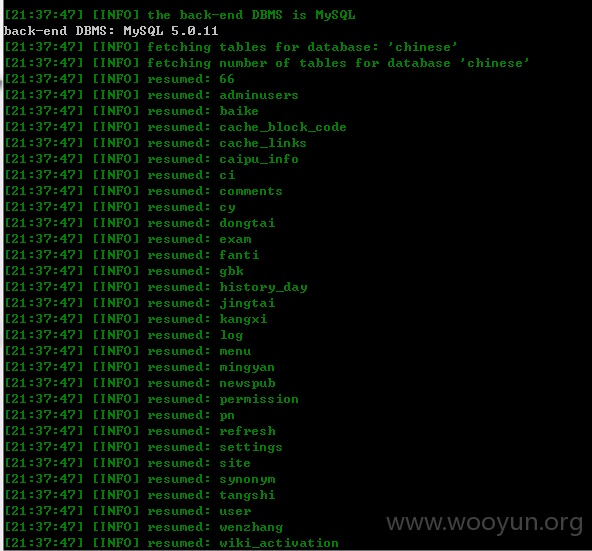 [21:37:47] [INFO] the back-end DBMS is MySQL
back-end DBMS: MySQL 5.0.11
[21:37:47] [INFO] fetching tables for database: 'chinese'
[21:37:47] [INFO] fetching number of tables for database 'chinese'
[21:37:47] [INFO] resumed: 66
[21:37:47] [INFO] resumed: adminusers
[21:37:47] [INFO] resumed: baike
[21:37:47] [INFO] resumed: cache_block_code
[21:37:47] [INFO] resumed: cache_links
[21:37:47] [INFO] resumed: caipu_info
[21:37:47] [INFO] resumed: ci
[21:37:47] [INFO] resumed: comments
[21:37:47] [INFO] resumed: cy
[21:37:47] [INFO] resumed: dongtai
[21:37:47] [INFO] resumed: exam
[21:37:47] [INFO] resumed: fanti
[21:37:47] [INFO] resumed: gbk
[21:37:47] [INFO] resumed: history_day
[21:37:47] [INFO] resumed: jingtai
[21:37:47] [INFO] resumed: kangxi
[21:37:47] [INFO] resumed: log
[21:37:47] [INFO] resumed: menu
[21:37:47] [INFO] resumed: mingyan
[21:37:47] [INFO] resumed: newspub
[21:37:47] [INFO] resumed: permission
[21:37:47] [INFO] resumed: pn
[21:37:47] [INFO] resumed: refresh
[21:37:47] [INFO] resumed: settings
[21:37:47] [INFO] resumed: site
[21:37:47] [INFO] resumed: synonym
[21:37:47] [INFO] resumed: tangshi
[21:37:47] [INFO] resumed: user
[21:37:47] [INFO] resumed: wenzhang
[21:37:47] [INFO] resumed: wiki_activation
www.wooyun.org